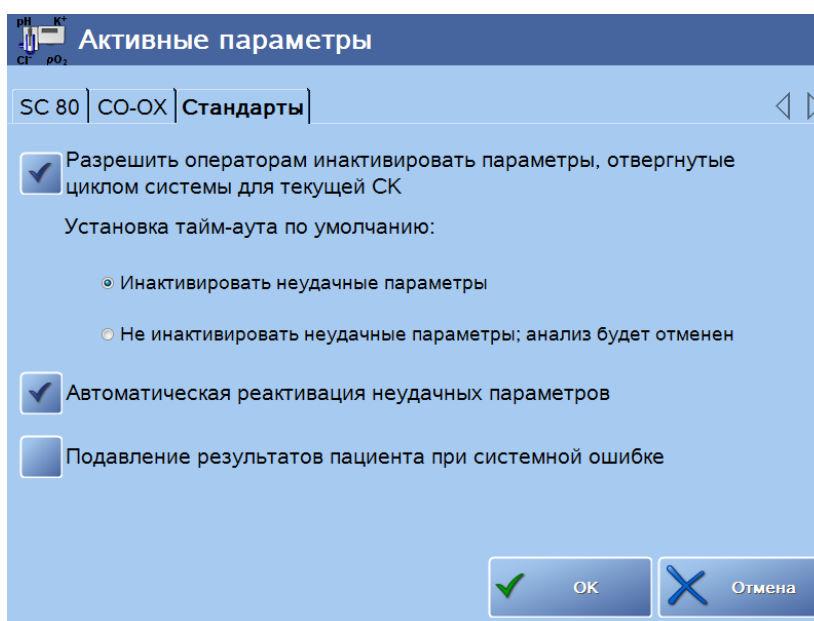 pH K+
Cl- pO2
Активные параметры
SC 80 CO-OX Стандарты
Разрешить операторам инактивировать параметры, отвергнутые
циклом системы для текущей СК
Установка тайм-аута по умолчанию:
Инактивировать неудачные параметры
Не инактивировать неудачные параметры; анализ будет отменен
Автоматическая реактивация неудачных параметров
Подавление результатов пациента при системной ошибке
ОК Отмена